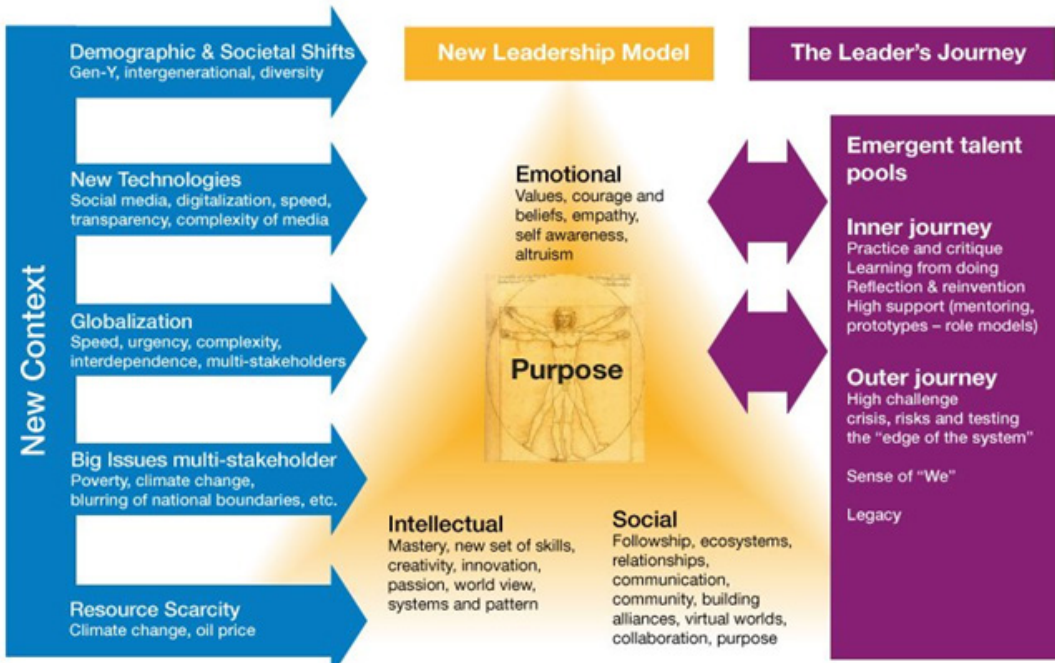 New Context
Demographic & Societal Shifts
Gen-Y, intergenerational, diversity
New Technologies
Social media, digitalization, speed,
transparency, complexity of media
Globalization
Speed, urgency, complexity,
interdependence, multi-stakeholders
Big Issues multi-stakeholder
Poverty, climate change,
blurring of national boundaries, etc.
Resource Scarcity
Climate change, oil price
New Leadership Model
Emotional
Values, courage and
beliefs, empathy,
self awareness,
altruism
Purpose
Intellectual
Mastery, new set of skills,
creativity, innovation,
passion, world view,
systems and pattern
Social
Followship, ecosystems,
relationships,
communication,
community, building
alliances, virtual worlds,
collaboration, purpose
The Leader's Journey
Emergent talent
pools
Inner journey
Practice and critique
Learning from doing
Reflection & reinvention
High support (mentoring,
prototypes – role models)
Outer journey
High challenge
crisis, risks and testing
the "edge of the system"
Sense of "We"
Legacy